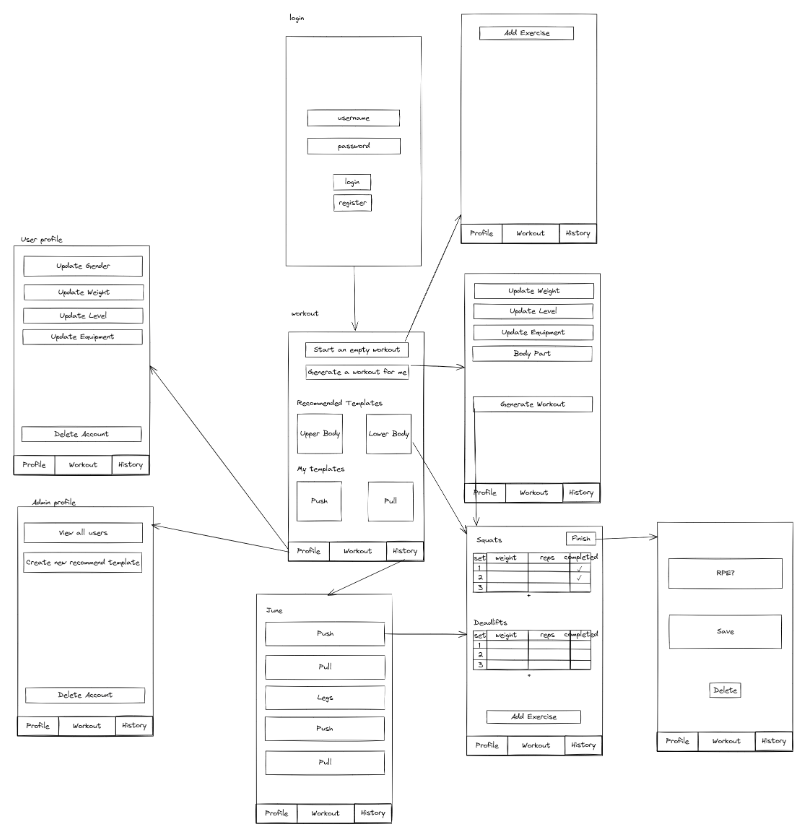 login
username
password
login
register
Add Exercise
Profile Workout History
User profile
Update Gender
Update Weight
Update Level
Update Equipment
Delete Account
Profile Workout History
workout
Start an empty workout
Generate a workout for me
Recommended Templates
Upper Body Lower Body
My templates
Push Pull
Profile Workout History
Update Weight
Update Level
Update Equipment
Body Part
Generate Workout
Profile Workout History
Admin profile
View all users
Create new recommend template
Delete Account
Profile Workout History
June
Push
Pull
Legs
Push
Pull
Profile Workout History
Squats Finish
set weight reps completed
1 ✓
2 ✓
3
+
Deadlifts
set weight reps completed
1
2
3
+
Add Exercise
Profile Workout History
RPE?
Save
Delete
Profile Workout History